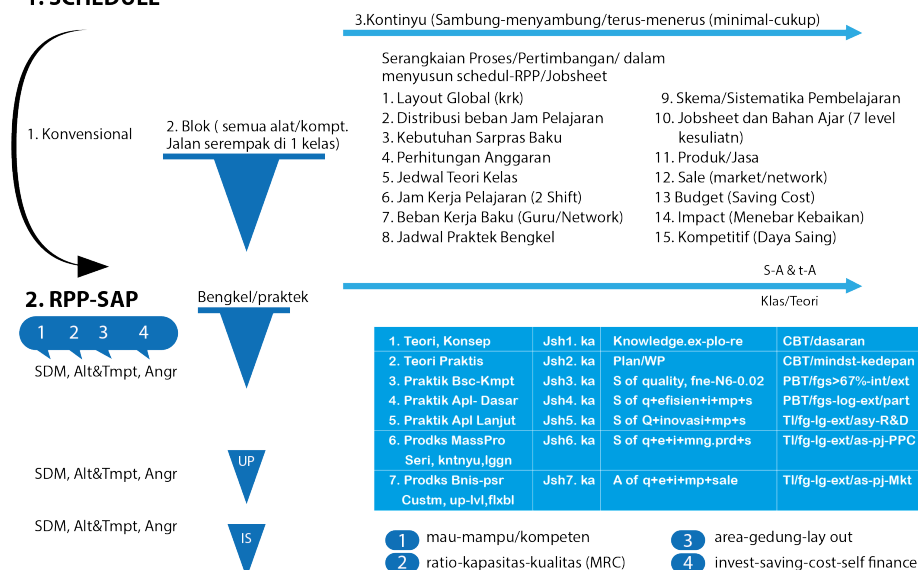 1. SCHEDULE
3.Kontinyu (Sambung-menyambung/terus-menerus (minimal-cukup)
Serangkaian Proses/Pertimbangan/ dalam
menyusun schedul-RPP/Jobsheet
1. Konvensional
2. Blok ( semua alat/kompt.
Jalan serempak di 1 kelas)
1. Layout Global (krk)
2. Distribusi beban Jam Pelajaran
3. Kebutuhan Sarpras Baku
4. Perhitungan Anggaran
5. Jedwal Teori Kelas
6. Jam Kerja Pelajaran (2 Shift)
7. Beban Kerja Baku (Guru/Network)
8. Jadwal Praktek Bengkel
9. Skema/Sistematika Pembelajaran
10. Jobsheet dan Bahan Ajar (7 level
kesuliatn)
11. Produk/Jasa
12. Sale (market/network)
13 Budget (Saving Cost)
14. Impact (Menebar Kebaikan)
15. Kompetitif (Daya Saing)
S-A & t-A
Klas/Teori
2. RPP-SAP
Bengkel/praktek
1 2 3 4
SDM, Alt&Tmpt, Angr
1. Teori, Konsep Jsh1. ka Knowledge.ex-plo-re CBT/dasaran
2. Teori Praktis Jsh2. ka Plan/WP CBT/mindst-kedepan
3. Praktik Bsc-Kmpt Jsh3. ka S of quality, fne-N6-0.02 PBT/fgs>67%-int/ext
4. Praktik Apl- Dasar Jsh4. ka S of q+efisien+i+mp+s PBT/fgs-log-ext/part
5. Praktik Apl Lanjut Jsh5. ka S of Q+inovasi+mp+s TI/fg-lg-ext/asy-R&D
6. Prodks MassPro Jsh6. ka S of q+e+i+mng.prd+s TI/fg-lg-ext/as-pj-PPC
Seri, kntnyu,lggn
7. Prodks Bnis-psr Jsh7. ka A of q+e+i+mp+sale TI/fg-lg-ext/as-pj-Mkt
Custm, up-lvl,flxbl
UP
SDM, Alt&Tmpt, Angr
SDM, Alt&Tmpt, Angr
IS
1 mau-mampu/kompeten
2 ratio-kapasitas-kualitas (MRC)
3 area-gedung-lay out
4 invest-saving-cost-self finance